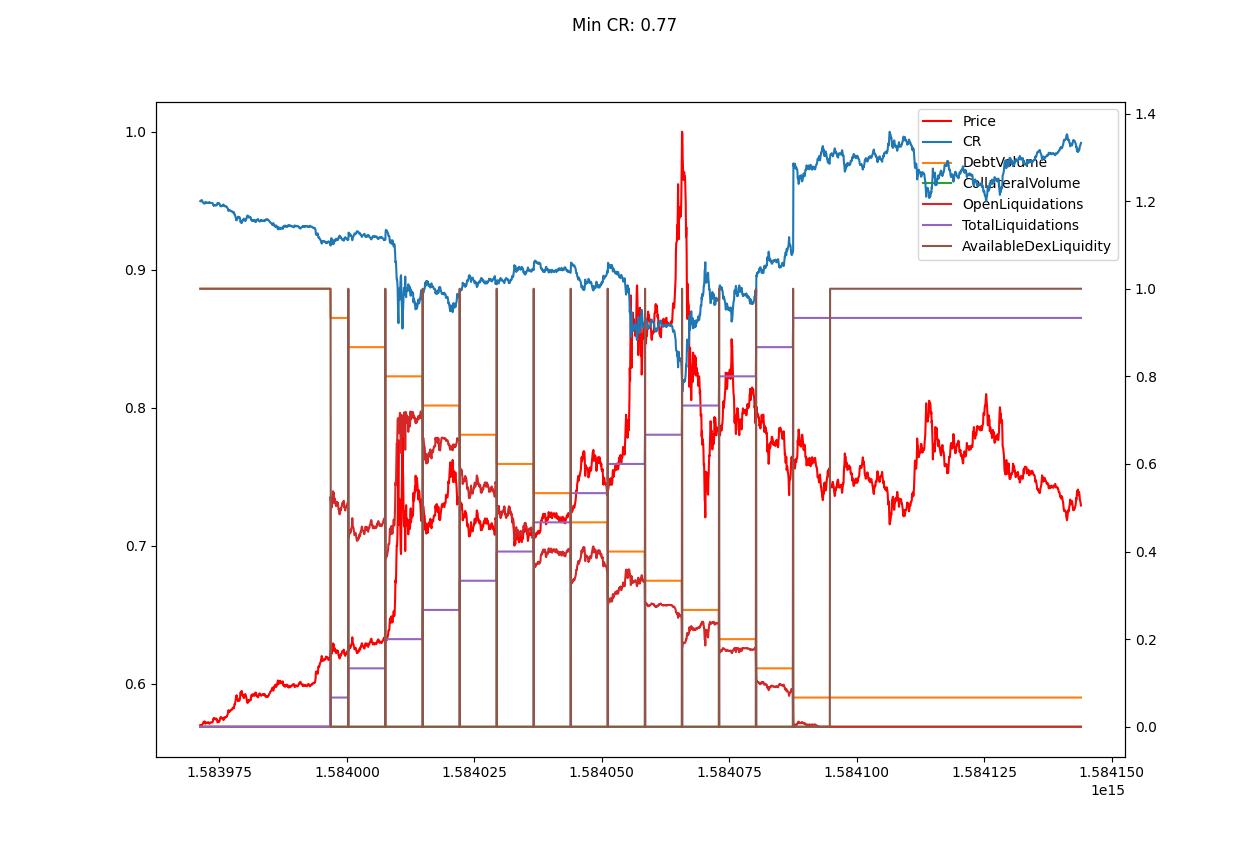 Min CR: 0.77
1.0
0.9
0.8
0.7
0.6
1.4
1.2
1.0
0.8
0.6
0.4
0.2
0.0
Price
CR
DebtVolume
CollateralVolume
OpenLiquidations
TotalLiquidations
AvailableDexLiquidity
1.583975 1.584000 1.584025 1.584050 1.584075 1.584100 1.584125 1.584150
1e15